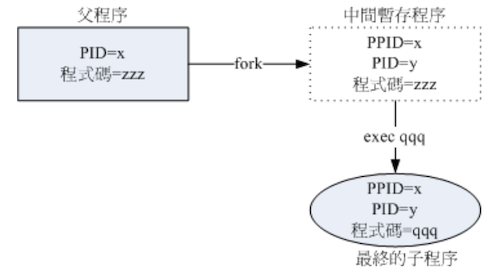 父程序
中間暫存程序
PID=x
程式碼=zzz
fork
PPID=x
PID=y
程式碼=zzz
exec qqq
PPID=x
PID=y
程式碼=qqq
最終的子程序